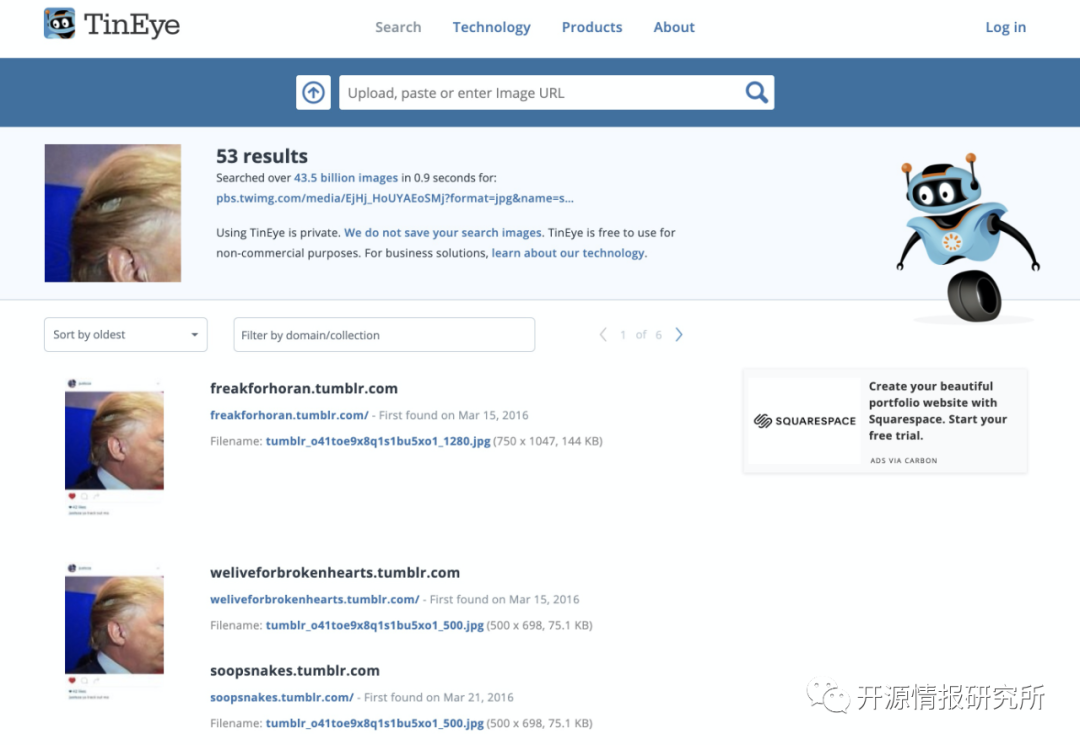 TinEye
Search Technology Products About Log in
Upload, paste or enter Image URL
53 results
Searched over 43.5 billion images in 0.9 seconds for:
pbs.twimg.com/media/EjHj_HoUYAEoSMj?format=jpg&name=s...
Using TinEye is private. We do not save your search images. TinEye is free to use for
non-commercial purposes. For business solutions, learn about our technology.
Sort by oldest
Filter by domain/collection
1 of 6
freakforhoran.tumblr.com
freakforhoran.tumblr.com/ - First found on Mar 15, 2016
Filename: tumblr_o41toe9x8q1s1bu5xo1_1280.jpg (750 x 1047, 144 KB)
SQUARESPACE
Create your beautiful
portfolio website with
Squarespace. Start your
free trial.
ADS VIA CARBON
weliveforbrokenhearts.tumblr.com
weliveforbrokenhearts.tumblr.com/ - First found on Mar 15, 2016
Filename: tumblr_o41toe9x8q1s1bu5xo1_500.jpg (500 x 698, 75.1 KB)
soopsnakes.tumblr.com
soopsnakes.tumblr.com/ - First found on Mar 21, 2016
Filename: tumblr_o41toe9x8q1s1bu5xo1_500.jpg (500 x 698, 75.1 KB)
开源情报研究所